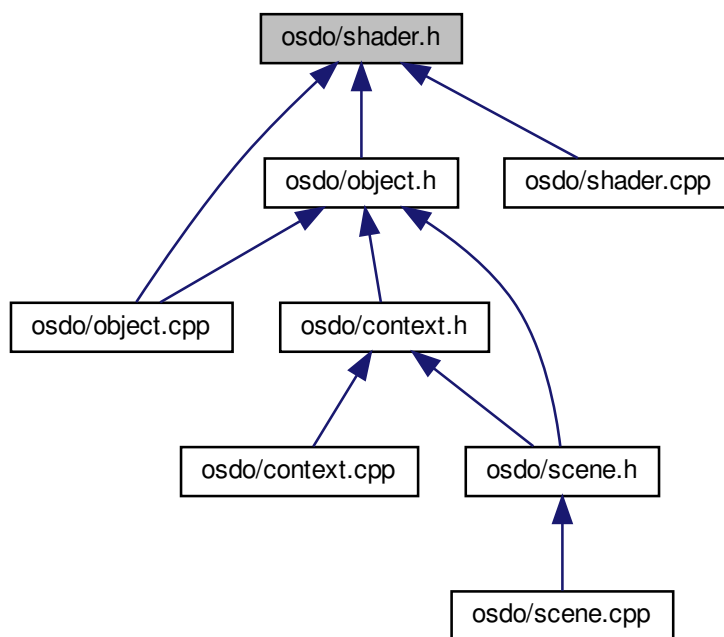 osdo/shader.h
osdo/object.h
osdo/shader.cpp
osdo/object.cpp
osdo/context.h
osdo/context.cpp
osdo/scene.h
osdo/scene.cpp